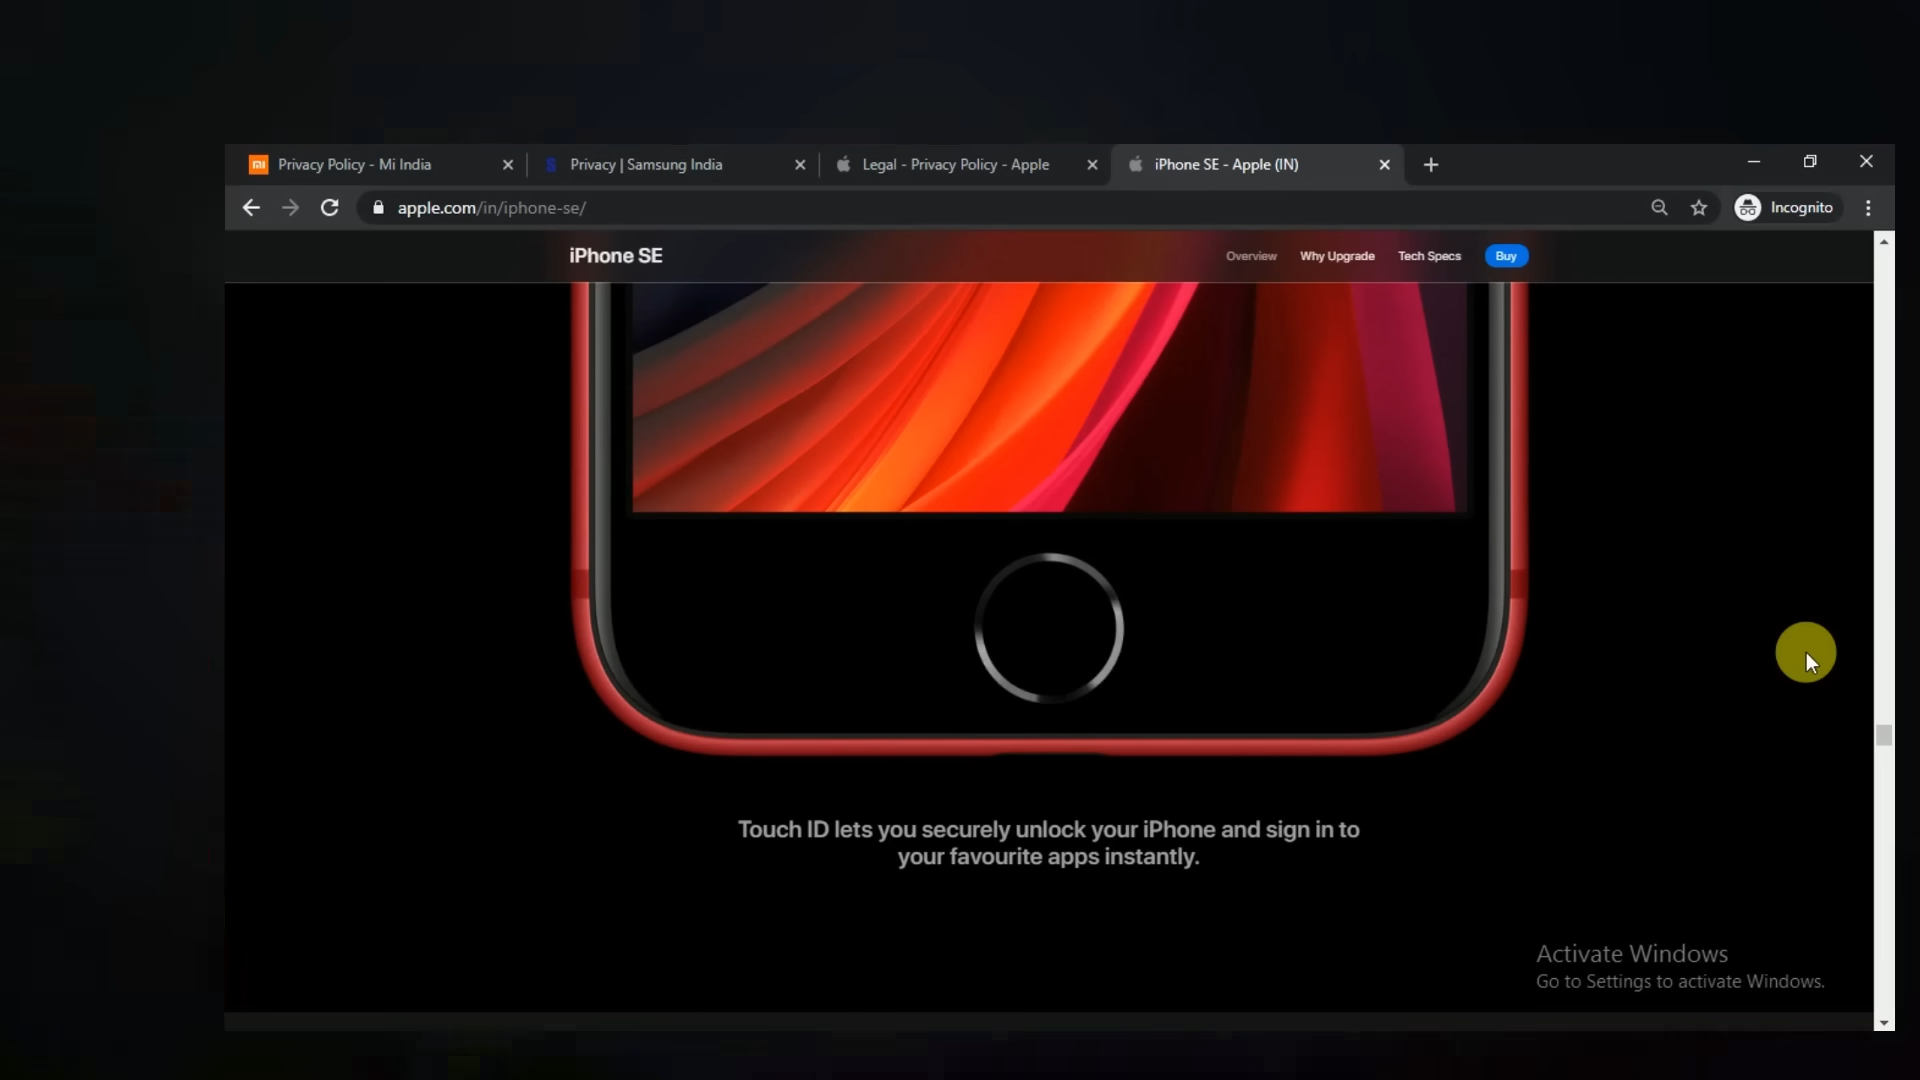 Privacy Policy - Mi India
Privacy | Samsung India
Legal - Privacy Policy - Apple
iPhone SE - Apple (IN)
apple.com/in/iphone-se/
Incognito
iPhone SE
Overview
Why Upgrade
Tech Specs
Buy
Touch ID lets you securely unlock your iPhone and sign in to
your favourite apps instantly.
Activate Windows
Go to Settings to activate Windows.